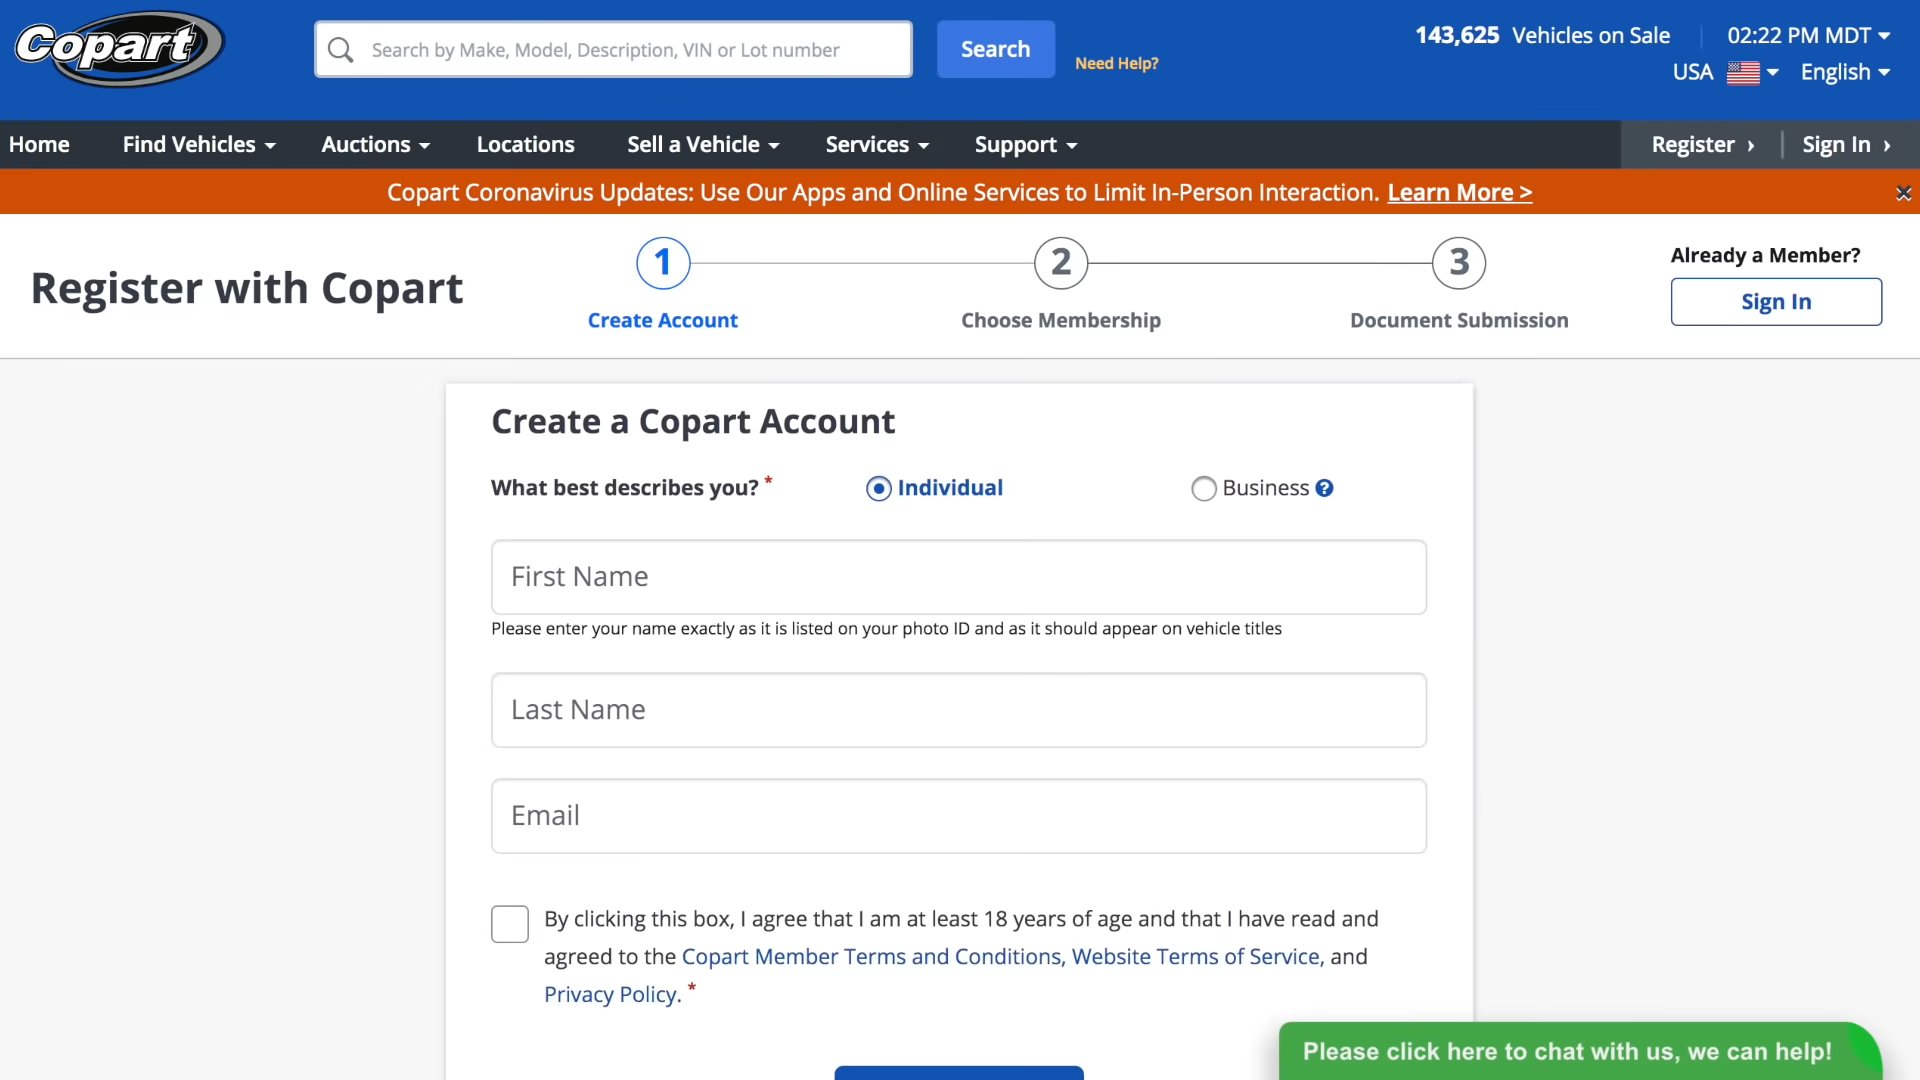 Copart
Search by Make, Model, Description, VIN or Lot number
Search
Need Help?
143,625 Vehicles on Sale
02:22 PM MDT
USA
English
Home
Find Vehicles
Auctions
Locations
Sell a Vehicle
Services
Support
Register ›
Sign In ›
Copart Coronavirus Updates: Use Our Apps and Online Services to Limit In-Person Interaction. Learn More >
Register with Copart
1
Create Account
2
Choose Membership
3
Document Submission
Already a Member?
Sign In
Create a Copart Account
What best describes you? *
Individual
Business ?
First Name
Please enter your name exactly as it is listed on your photo ID and as it should appear on vehicle titles
Last Name
Email
By clicking this box, I agree that I am at least 18 years of age and that I have read and
agreed to the Copart Member Terms and Conditions, Website Terms of Service, and
Privacy Policy. *
Please click here to chat with us, we can help!